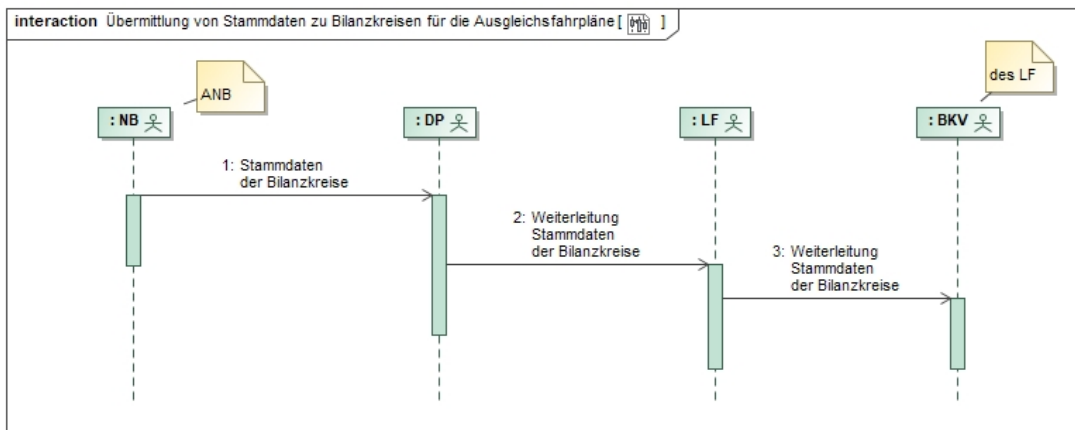 interaction Übermittlung von Stammdaten zu Bilanzkreisen für die Ausgleichsfahrpläne [ ]
ANB
des LF
: NB
: DP
: LF
: BKV
1: Stammdaten
der Bilanzkreise
2: Weiterleitung
Stammdaten
der Bilanzkreise
3: Weiterleitung
Stammdaten
der Bilanzkreise